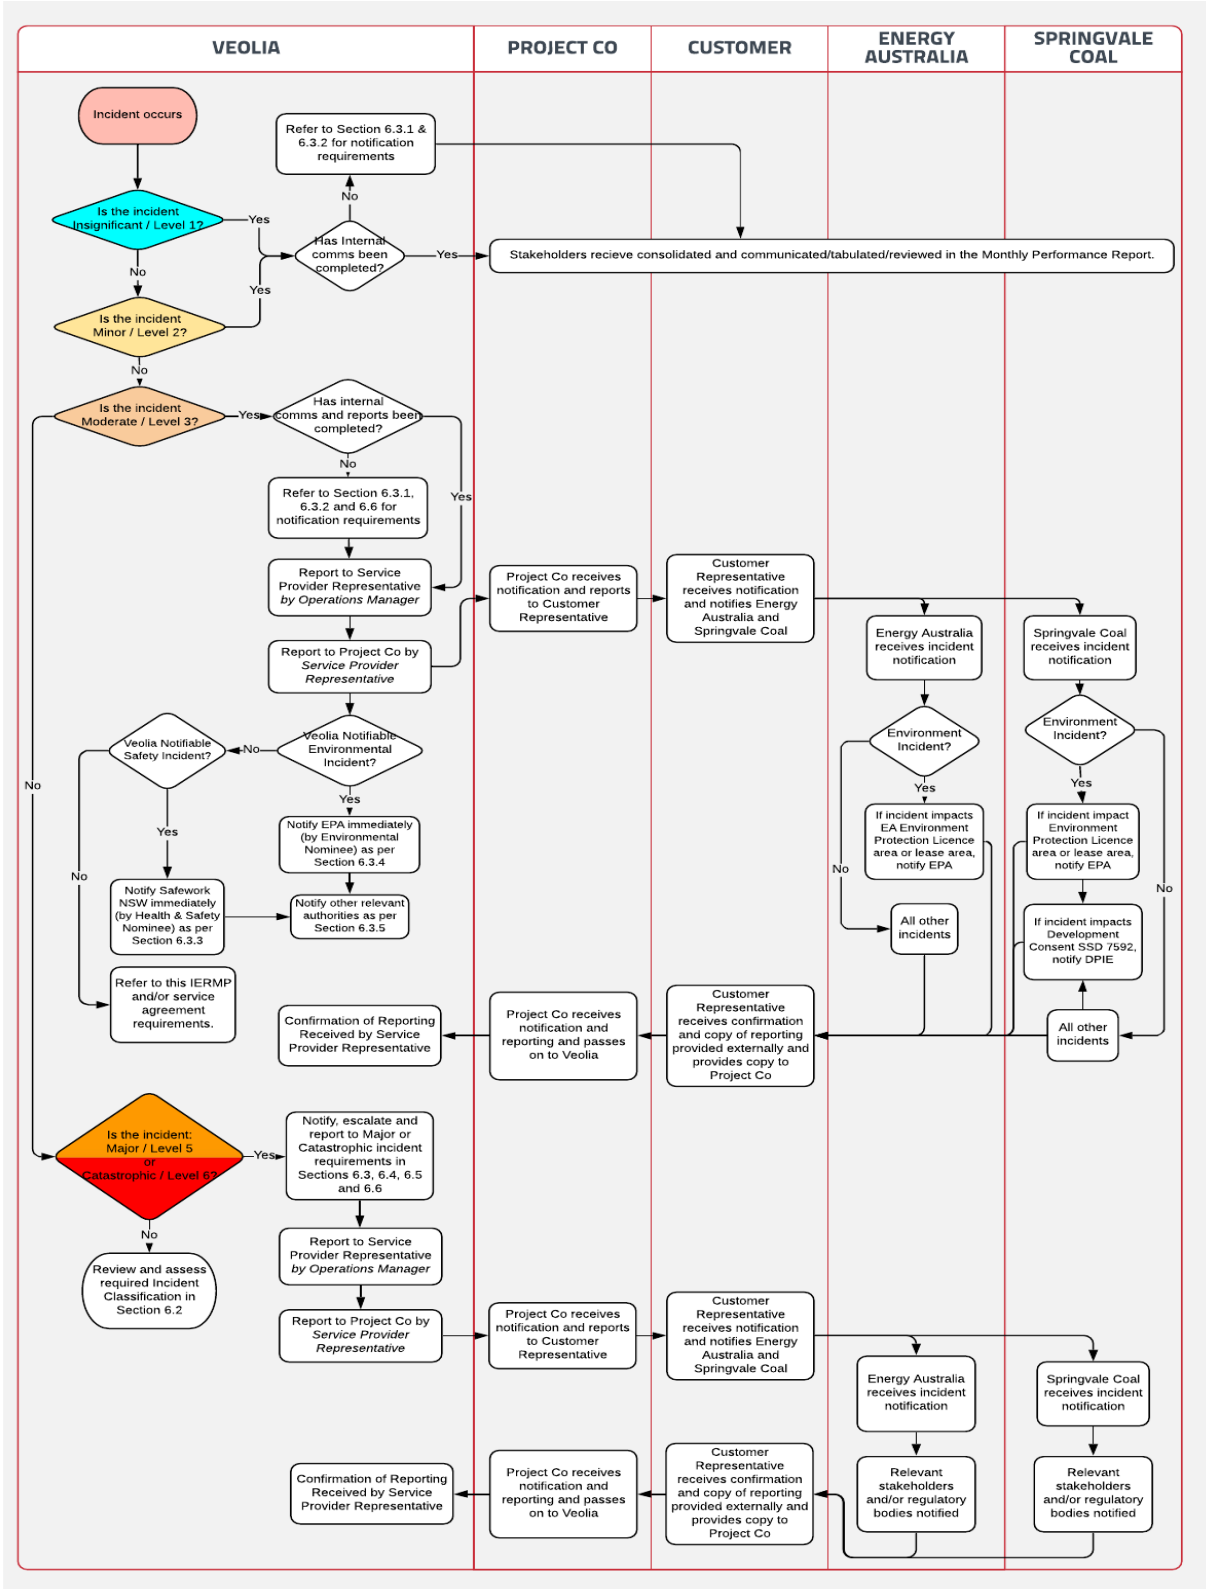 VEOLIA
PROJECT CO
CUSTOMER
ENERGY
AUSTRALIA
SPRINGVALE
COAL
Incident occurs
Refer to Section 6.3.1 &
6.3.2 for notification
requirements
No
Is the incident
Insignificant / Level 1?
Yes
Has Internal
comms been
completed?
Yes
Stakeholders recieve consolidated and communicated/tabulated/reviewed in the Monthly Performance Report.
No
Yes
Is the incident
Minor / Level 2?
No
Is the incident
Moderate / Level 3?
Yes
Has internal
comms and reports been
completed?
No
Yes
Refer to Section 6.3.1,
6.3.2 and 6.6 for
notification requirements
Report to Service
Provider Representative
by Operations Manager
Project Co receives
notification and reports
to Customer
Representative
Customer
Representative
receives notification
and notifies Energy
Australia and
Springvale Coal
Energy Australia
receives incident
notification
Springvale Coal
receives incident
notification
Report to Project Co by
Service Provider
Representative
Veolia Notifiable
Safety Incident?
No
Veolia Notifiable
Environmental
Incident?
Environment
Incident?
Environment
Incident?
No
Yes
Yes
Yes
Yes
Notify EPA immediately
(by Environmental
Nominee) as per
Section 6.3.4
If incident impacts
EA Environment
Protection Licence
area or lease area,
notify EPA
If incident impact
Environment
Protection Licence
area or lease area,
notify EPA
No
No
No
Notify Safework
NSW immediately
(by Health & Safety
Nominee) as per
Section 6.3.3
Notify other relevant
authorities as per
Section 6.3.5
All other
incidents
If incident impacts
Development
Consent SSD 7592,
notify DPIE
Refer to this IERMP
and/or service
agreement
requirements.
Confirmation of Reporting
Received by Service
Provider Representative
Project Co receives
notification and
reporting and passes
on to Veolia
Customer
Representative
receives confirmation
and copy of reporting
provided externally and
provides copy to
Project Co
All other
incidents
Is the incident:
Major / Level 5
or
Catastrophic / Level 6?
Yes
Notify, escalate and
report to Major or
Catastrophic incident
requirements in
Sections 6.3, 6.4, 6.5
and 6.6
No
Review and assess
required Incident
Classification in
Section 6.2
Report to Service
Provider Representative
by Operations Manager
Report to Project Co by
Service Provider
Representative
Project Co receives
notification and reports
to Customer
Representative
Customer
Representative
receives notification
and notifies Energy
Australia and
Springvale Coal
Energy Australia
receives incident
notification
Springvale Coal
receives incident
notification
Confirmation of Reporting
Received by Service
Provider Representative
Project Co receives
notification and
reporting and passes
on to Veolia
Customer
Representative
receives confirmation
and copy of reporting
provided externally and
provides copy to
Project Co
Relevant
stakeholders
and/or regulatory
bodies notified
Relevant
stakeholders
and/or regulatory
bodies notified